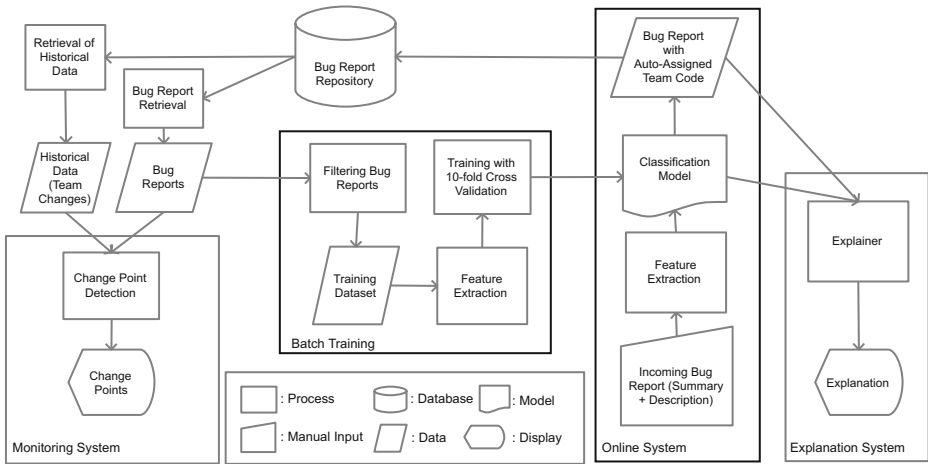 Retrieval of
Historical
Data
Bug Report
Retrieval
Bug Report
Repository
Bug Report
with
Auto-Assigned
Team Code
Historical
Data
(Team
Changes)
Bug
Reports
Filtering Bug
Reports
Training with
10-fold Cross
Validation
Classification
Model
Change Point
Detection
Training
Dataset
Feature
Extraction
Feature
Extraction
Explainer
Batch Training
Change
Points
Incoming Bug
Report (Summary
+ Description)
Explanation
: Process
: Database
: Model
: Manual Input
: Data
: Display
Monitoring System
Online System
Explanation System